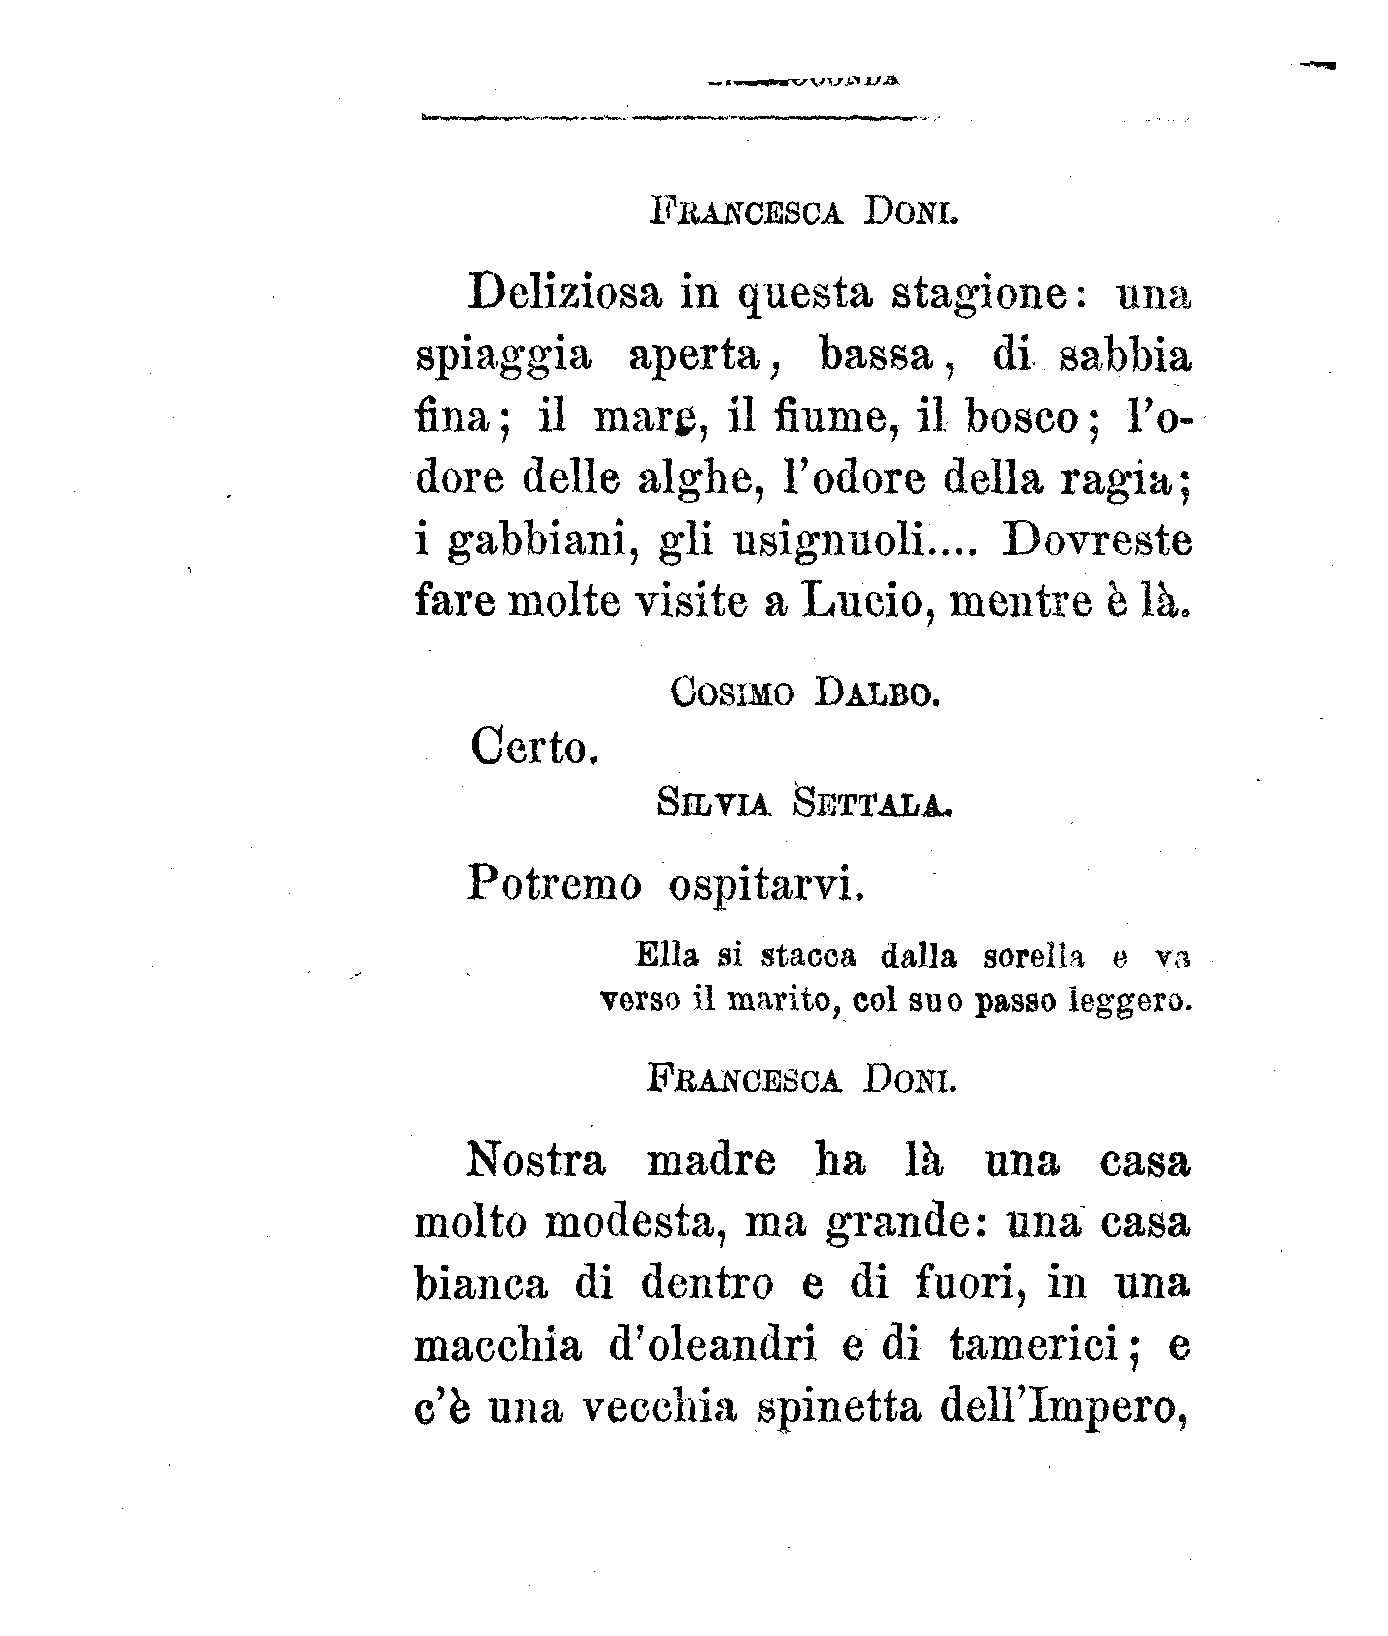 FRANCESCA DONI.
Deliziosa in questa stagione: una
spiaggia aperta, bassa, di sabbia
fina; il mare, il fiume, il bosco; l'o-
dore delle alghe, l'odore della ragia;
i gabbiani, gli usignuoli.... Dovreste
fare molte visite a Lucio, mentre è là.
COSIMO DALBO.
Certo.
SILVIA SETTALA.
Potremo ospitarvi.
Ella si stacca dalla sorella e va
verso il marito, col suo passo leggero.
FRANCESCA DONI.
Nostra madre ha là una casa
molto modesta, ma grande: una casa
bianca di dentro e di fuori, in una
macchia d'oleandri e di tamerici; e
c'è una vecchia spinetta dell'Impero,